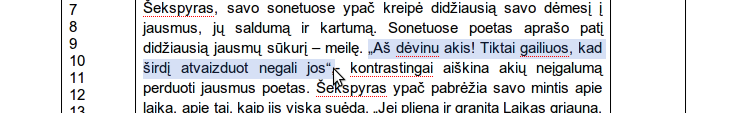 7 Šekspyras, savo sonetuose ypač kreipė didžiausią savo dėmesį į
8 jausmus, jų saldumą ir kartumą. Sonetuose poetas aprašo patį
9 didžiausią jausmų sūkurį – meilę. „Aš dėvinu akis! Tiktai gailiuos, kad
10 širdį atvaizduot negali jos“- kontrastingai aiškina akių neįgalumą
11 perduoti jausmus poetas. Šekspyras ypač pabrėžia savo mintis apie
12 laiką, apie tai, kaip jis viską suėda. „Jei plieną ir granitą Laikas griauna,
13